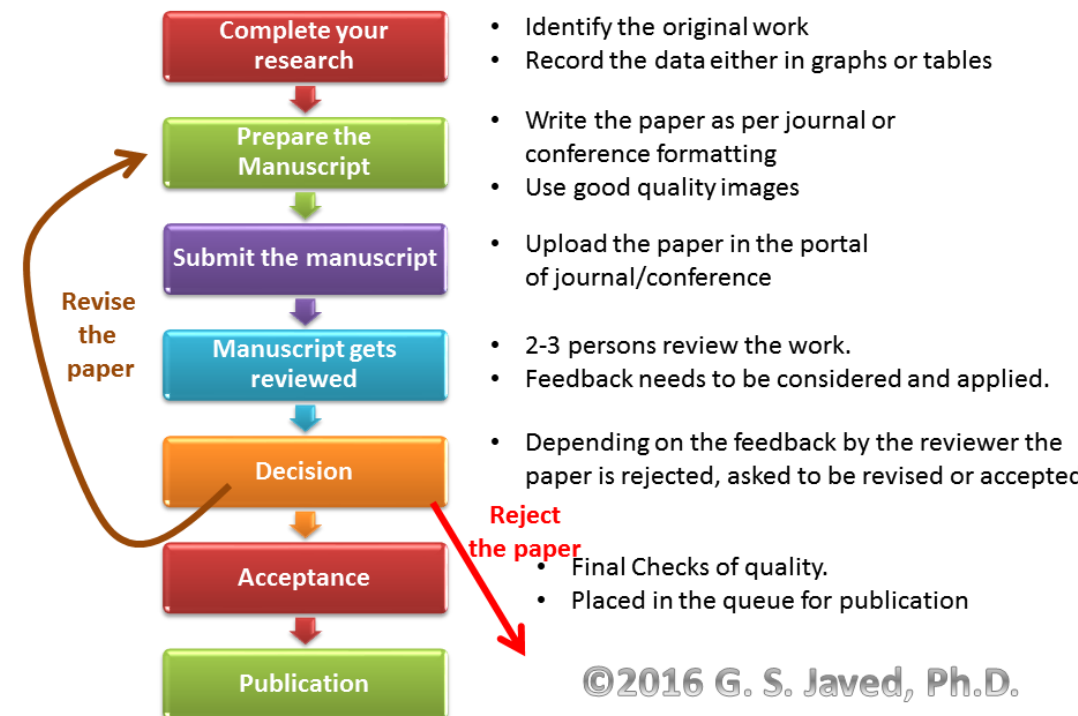 Complete your
research
• Identify the original work
• Record the data either in graphs or tables
Prepare the
Manuscript
• Write the paper as per journal or
conference formatting
• Use good quality images
Submit the manuscript
• Upload the paper in the portal
of journal/conference
Revise
the
paper
Manuscript gets
reviewed
• 2-3 persons review the work.
• Feedback needs to be considered and applied.
Decision
• Depending on the feedback by the reviewer the
paper is rejected, asked to be revised or accepted
Reject
the paper
Acceptance
• Final Checks of quality.
• Placed in the queue for publication
Publication
©2016 G. S. Javed, Ph.D.